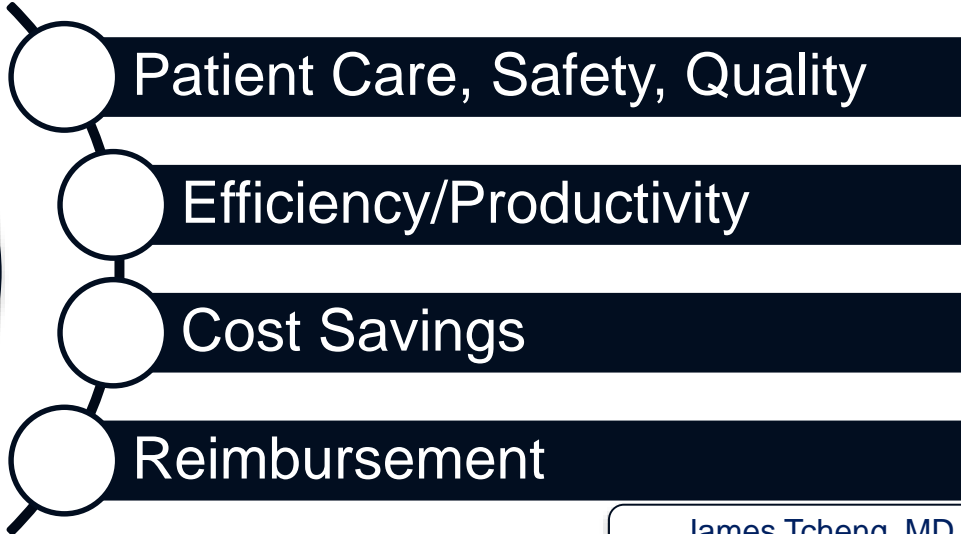 Patient Care, Safety, Quality
Efficiency/Productivity
Cost Savings
Reimbursement
James Tcheng, MD